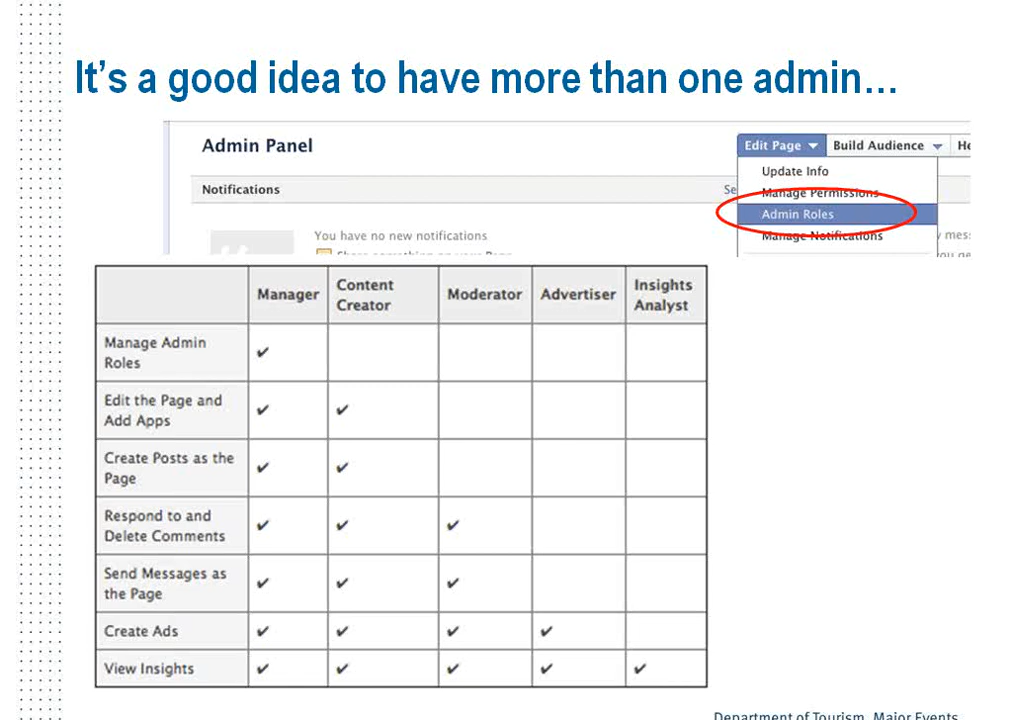 It's a good idea to have more than one admin…
Admin Panel
Edit Page Build Audience
Update Info
Notifications
Manage Permissions
Admin Roles
You have no new notifications
Manage Notifications
Manager Content Creator Moderator Advertiser Insights Analyst
Manage Admin Roles ✔
Edit the Page and Add Apps ✔ ✔
Create Posts as the Page ✔ ✔
Respond to and Delete Comments ✔ ✔ ✔
Send Messages as the Page ✔ ✔ ✔
Create Ads ✔ ✔ ✔ ✔
View Insights ✔ ✔ ✔ ✔ ✔
Department of Tourism, Major Events